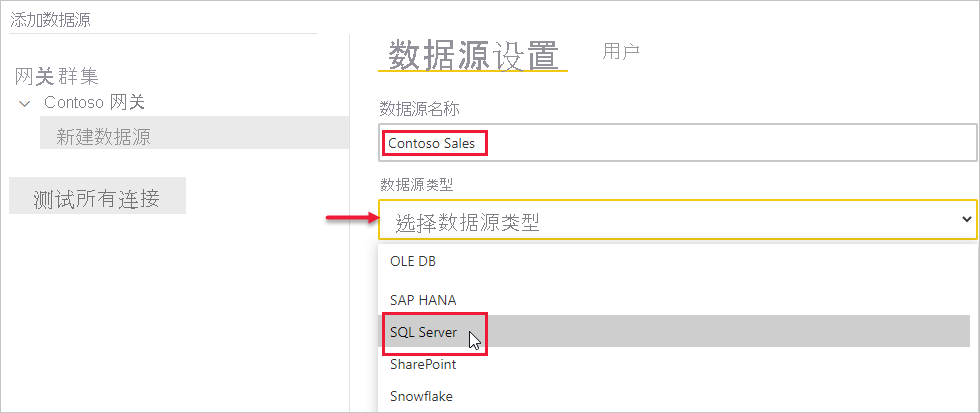 添加数据源
网关群集
Contoso 网关
新建数据源
测试所有连接
数据源设置
用户
数据源名称
Contoso Sales
数据源类型
选择数据源类型
OLE DB
SAP HANA
SQL Server
SharePoint
Snowflake